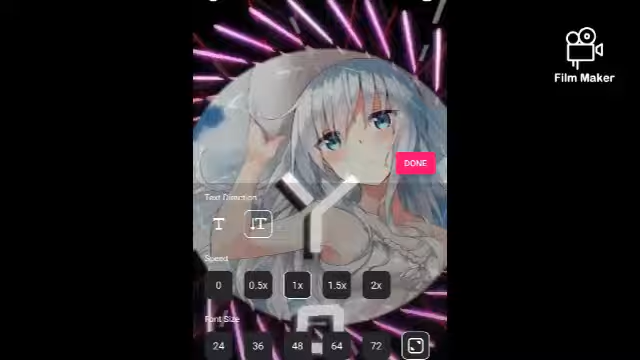 Film Maker
DONE
Text Direction
T
↓T
Speed
0 0.5x 1x 1.5x 2x
Font Size
24 36 48 64 72